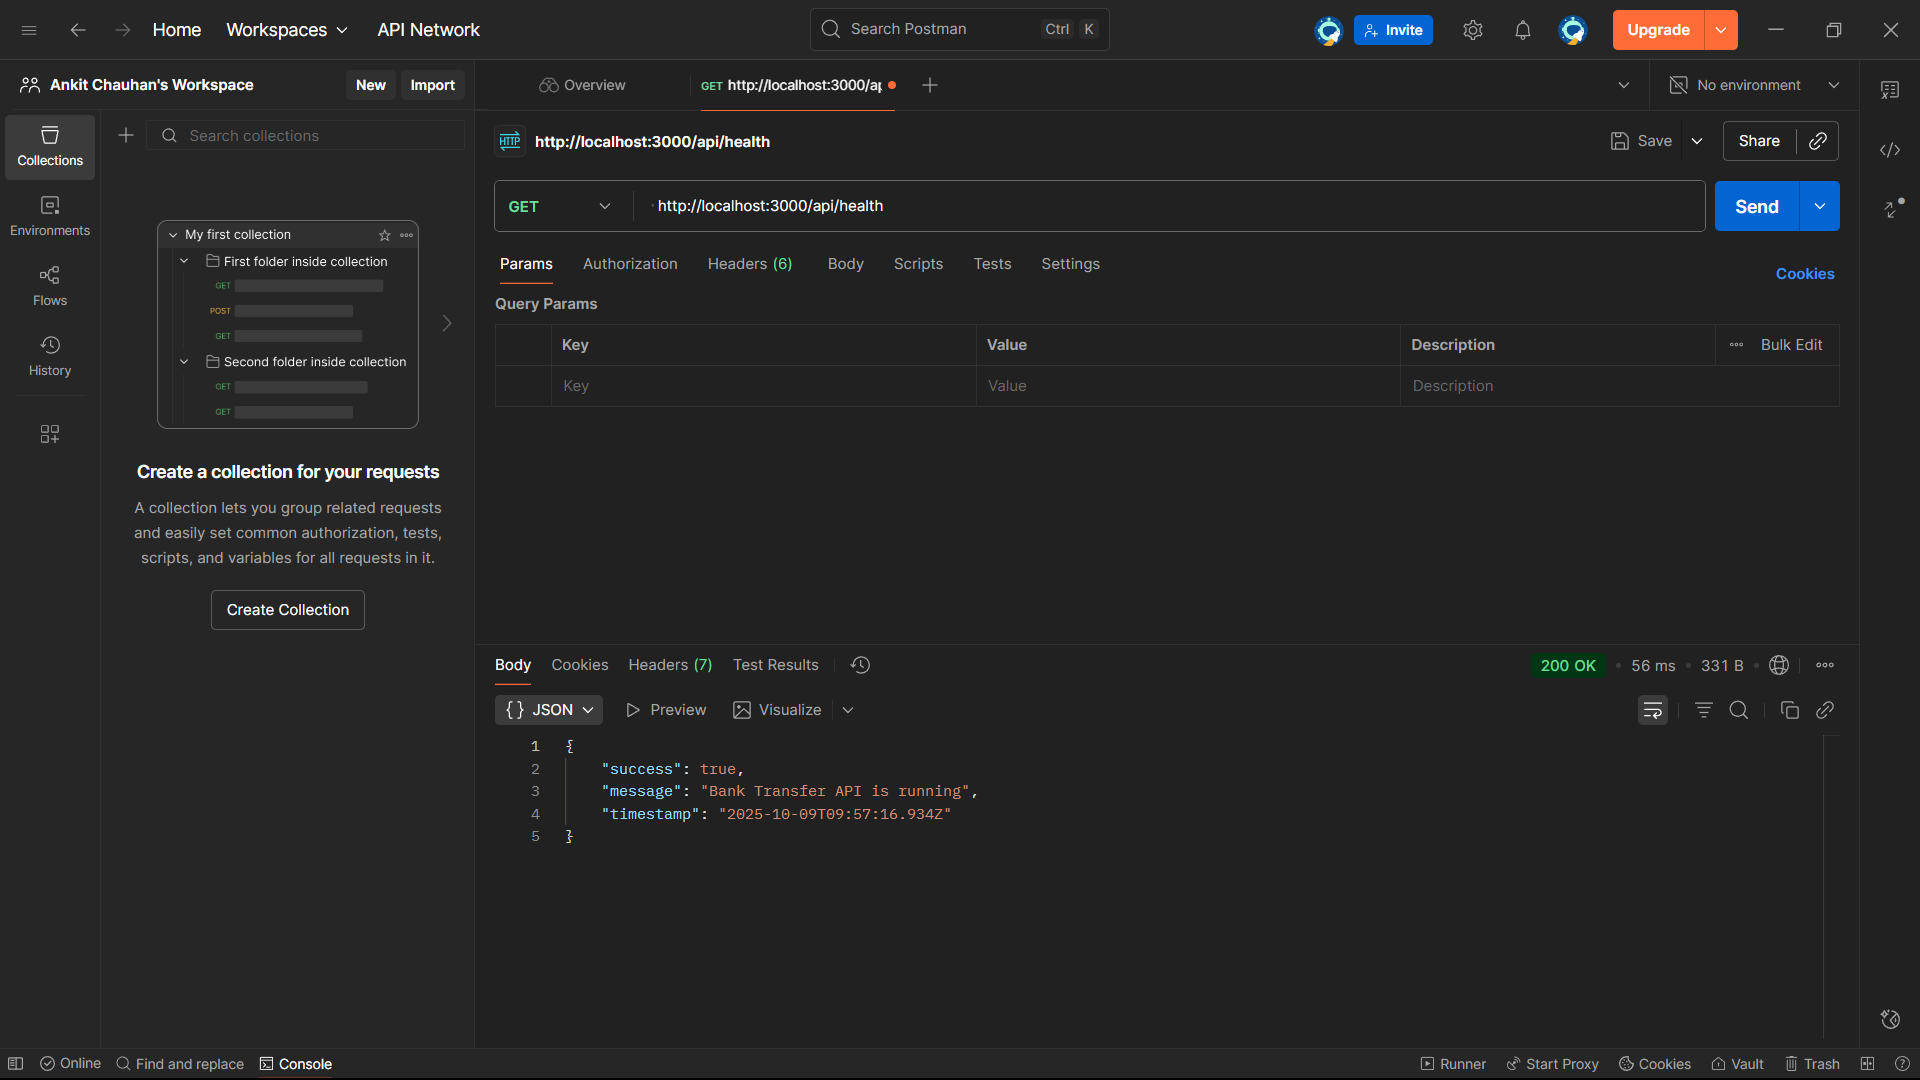 Home
Workspaces
API Network
Search Postman
Ctrl K
Invite
Upgrade
Ankit Chauhan's Workspace
New
Import
Overview
GET http://localhost:3000/ap
No environment
Collections
Environments
Flows
History
Search collections
My first collection
First folder inside collection
GET
POST
GET
Second folder inside collection
GET
GET
Create a collection for your requests
A collection lets you group related requests
and easily set common authorization, tests,
scripts, and variables for all requests in it.
Create Collection
HTTP
http://localhost:3000/api/health
Save
Share
GET
http://localhost:3000/api/health
Send
Params
Authorization
Headers (6)
Body
Scripts
Tests
Settings
Cookies
Query Params
Key
Value
Description
Bulk Edit
Key
Value
Description
Body
Cookies
Headers (7)
Test Results
200 OK
56 ms
331 B
{} JSON
Preview
Visualize
1 {
2 "success": true,
3 "message": "Bank Transfer API is running",
4 "timestamp": "2025-10-09T09:57:16.934Z"
5 }
Online
Find and replace
Console
Runner
Start Proxy
Cookies
Vault
Trash